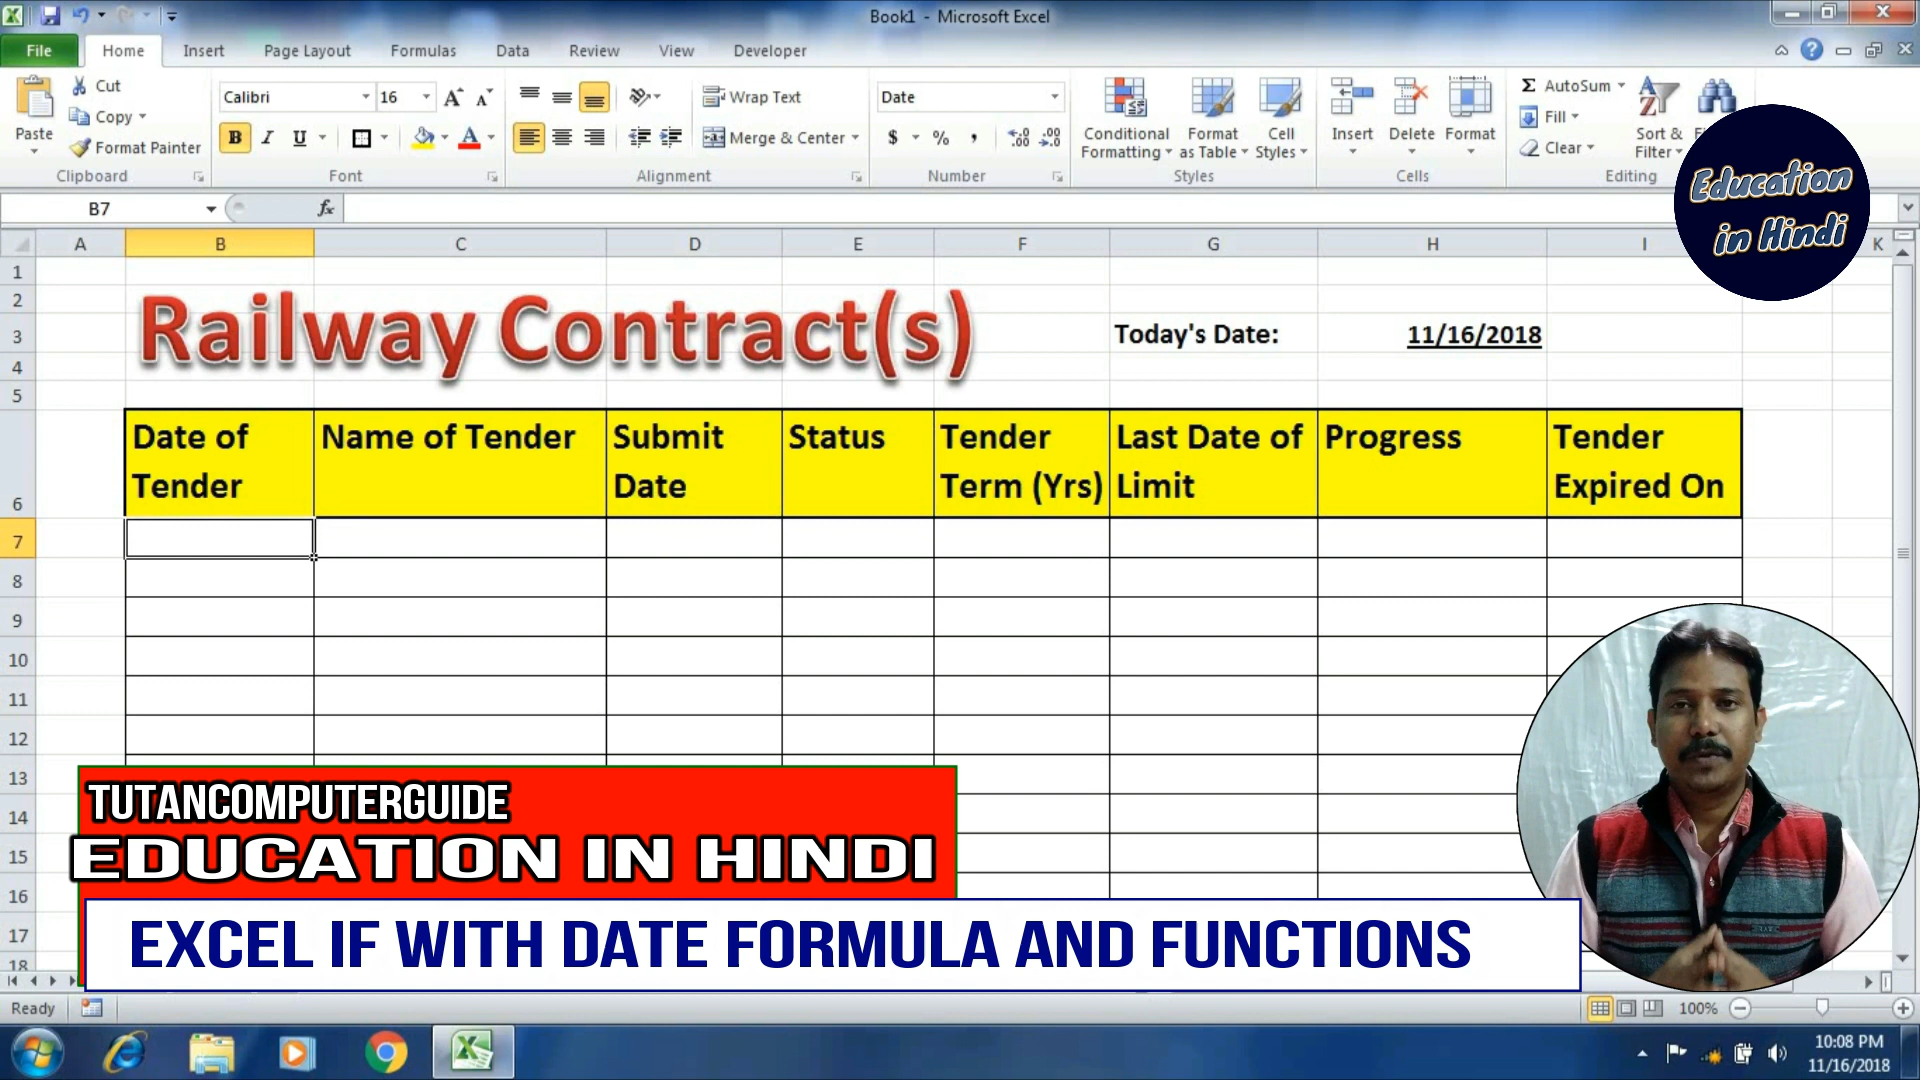 Book1 - Microsoft Excel
File Home Insert Page Layout Formulas Data Review View Developer
Paste
Cut
Copy
Format Painter
Clipboard
Calibri 16
B I U
Font
Wrap Text
Merge & Center
Alignment
Date
$ % ,
Number
Conditional Formatting
Format as Table
Cell Styles
Styles
Insert Delete Format
Cells
Σ AutoSum
Fill
Clear
Sort & Filter
Editing
Education
in Hindi
B7 fx
A B C D E F G H I K
1
2
3
4
5
6
7
8
9
10
11
12
13
14
15
16
17
18
Railway Contract(s)
Today's Date: 11/16/2018
Date of Tender
Name of Tender
Submit Date
Status
Tender Term (Yrs)
Last Date of Limit
Progress
Tender Expired On
TUTANCOMPUTERGUIDE
EDUCATION IN HINDI
EXCEL IF WITH DATE FORMULA AND FUNCTIONS
Ready
100%
10:08 PM
11/16/2018